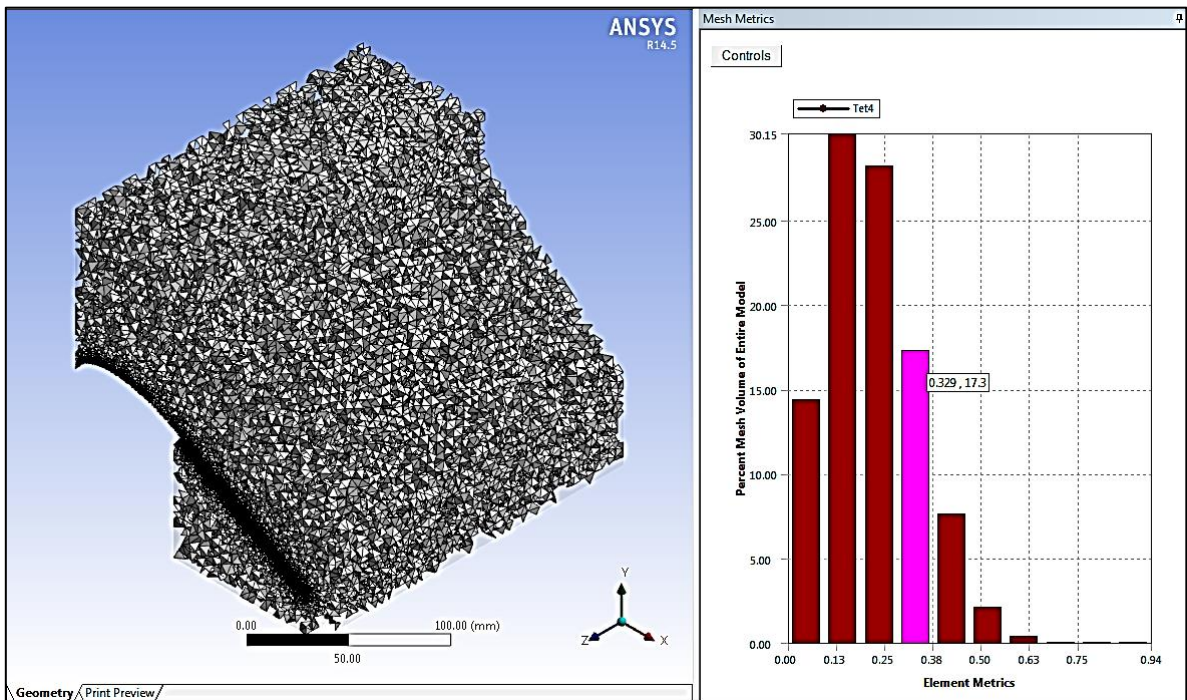 ANSYS
R14.5
0.00
100.00 (mm)
50.00
Y
Z
X
Geometry
Print Preview
Mesh Metrics
Controls
Tet4
30.15
25.00
20.00
15.00
10.00
5.00
0.00
Percent Mesh Volume of Entire Model
0.329 , 17.3
0.00
0.13
0.25
0.38
0.50
0.63
0.75
0.94
Element Metrics